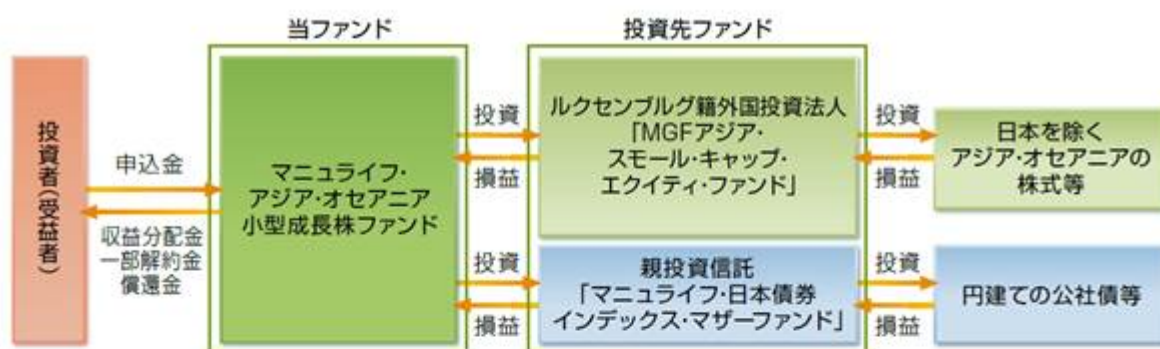 当ファンド
投資先ファンド
投資者(受益者)
申込金
収益分配金
一部解約金
償還金
マニュライフ・
アジア・オセアニア
小型成長株ファンド
投資
損益
投資
損益
ルクセンブルグ籍外国投資法人
「MGFアジア・
スモール・キャップ・
エクイティ・ファンド」
親投資信託
「マニュライフ・日本債券
インデックス・マザーファンド」
投資
損益
投資
損益
日本を除く
アジア・オセアニアの
株式等
円建ての公社債等